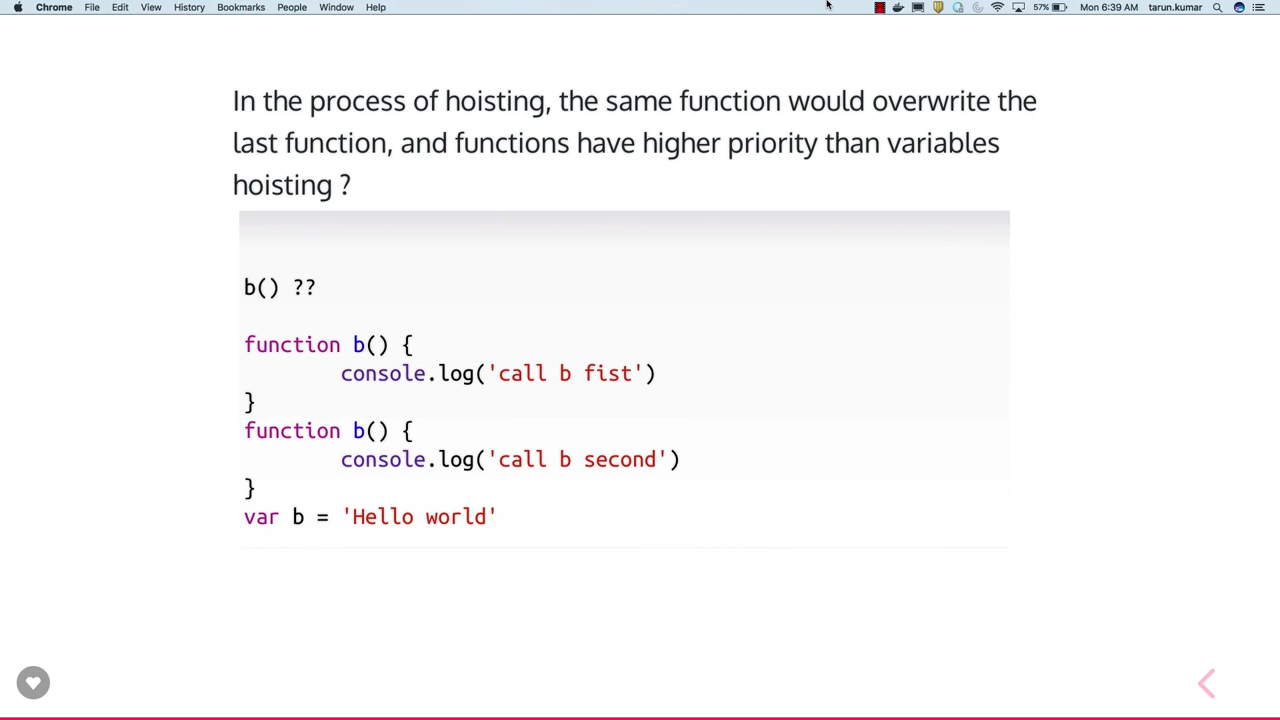 Chrome File Edit View History Bookmarks People Window Help 57% Mon 6:39 AM tarun.kumar
In the process of hoisting, the same function would overwrite the
last function, and functions have higher priority than variables
hoisting ?
b() ??
function b() {
console.log('call b fist')
}
function b() {
console.log('call b second')
}
var b = 'Hello world'